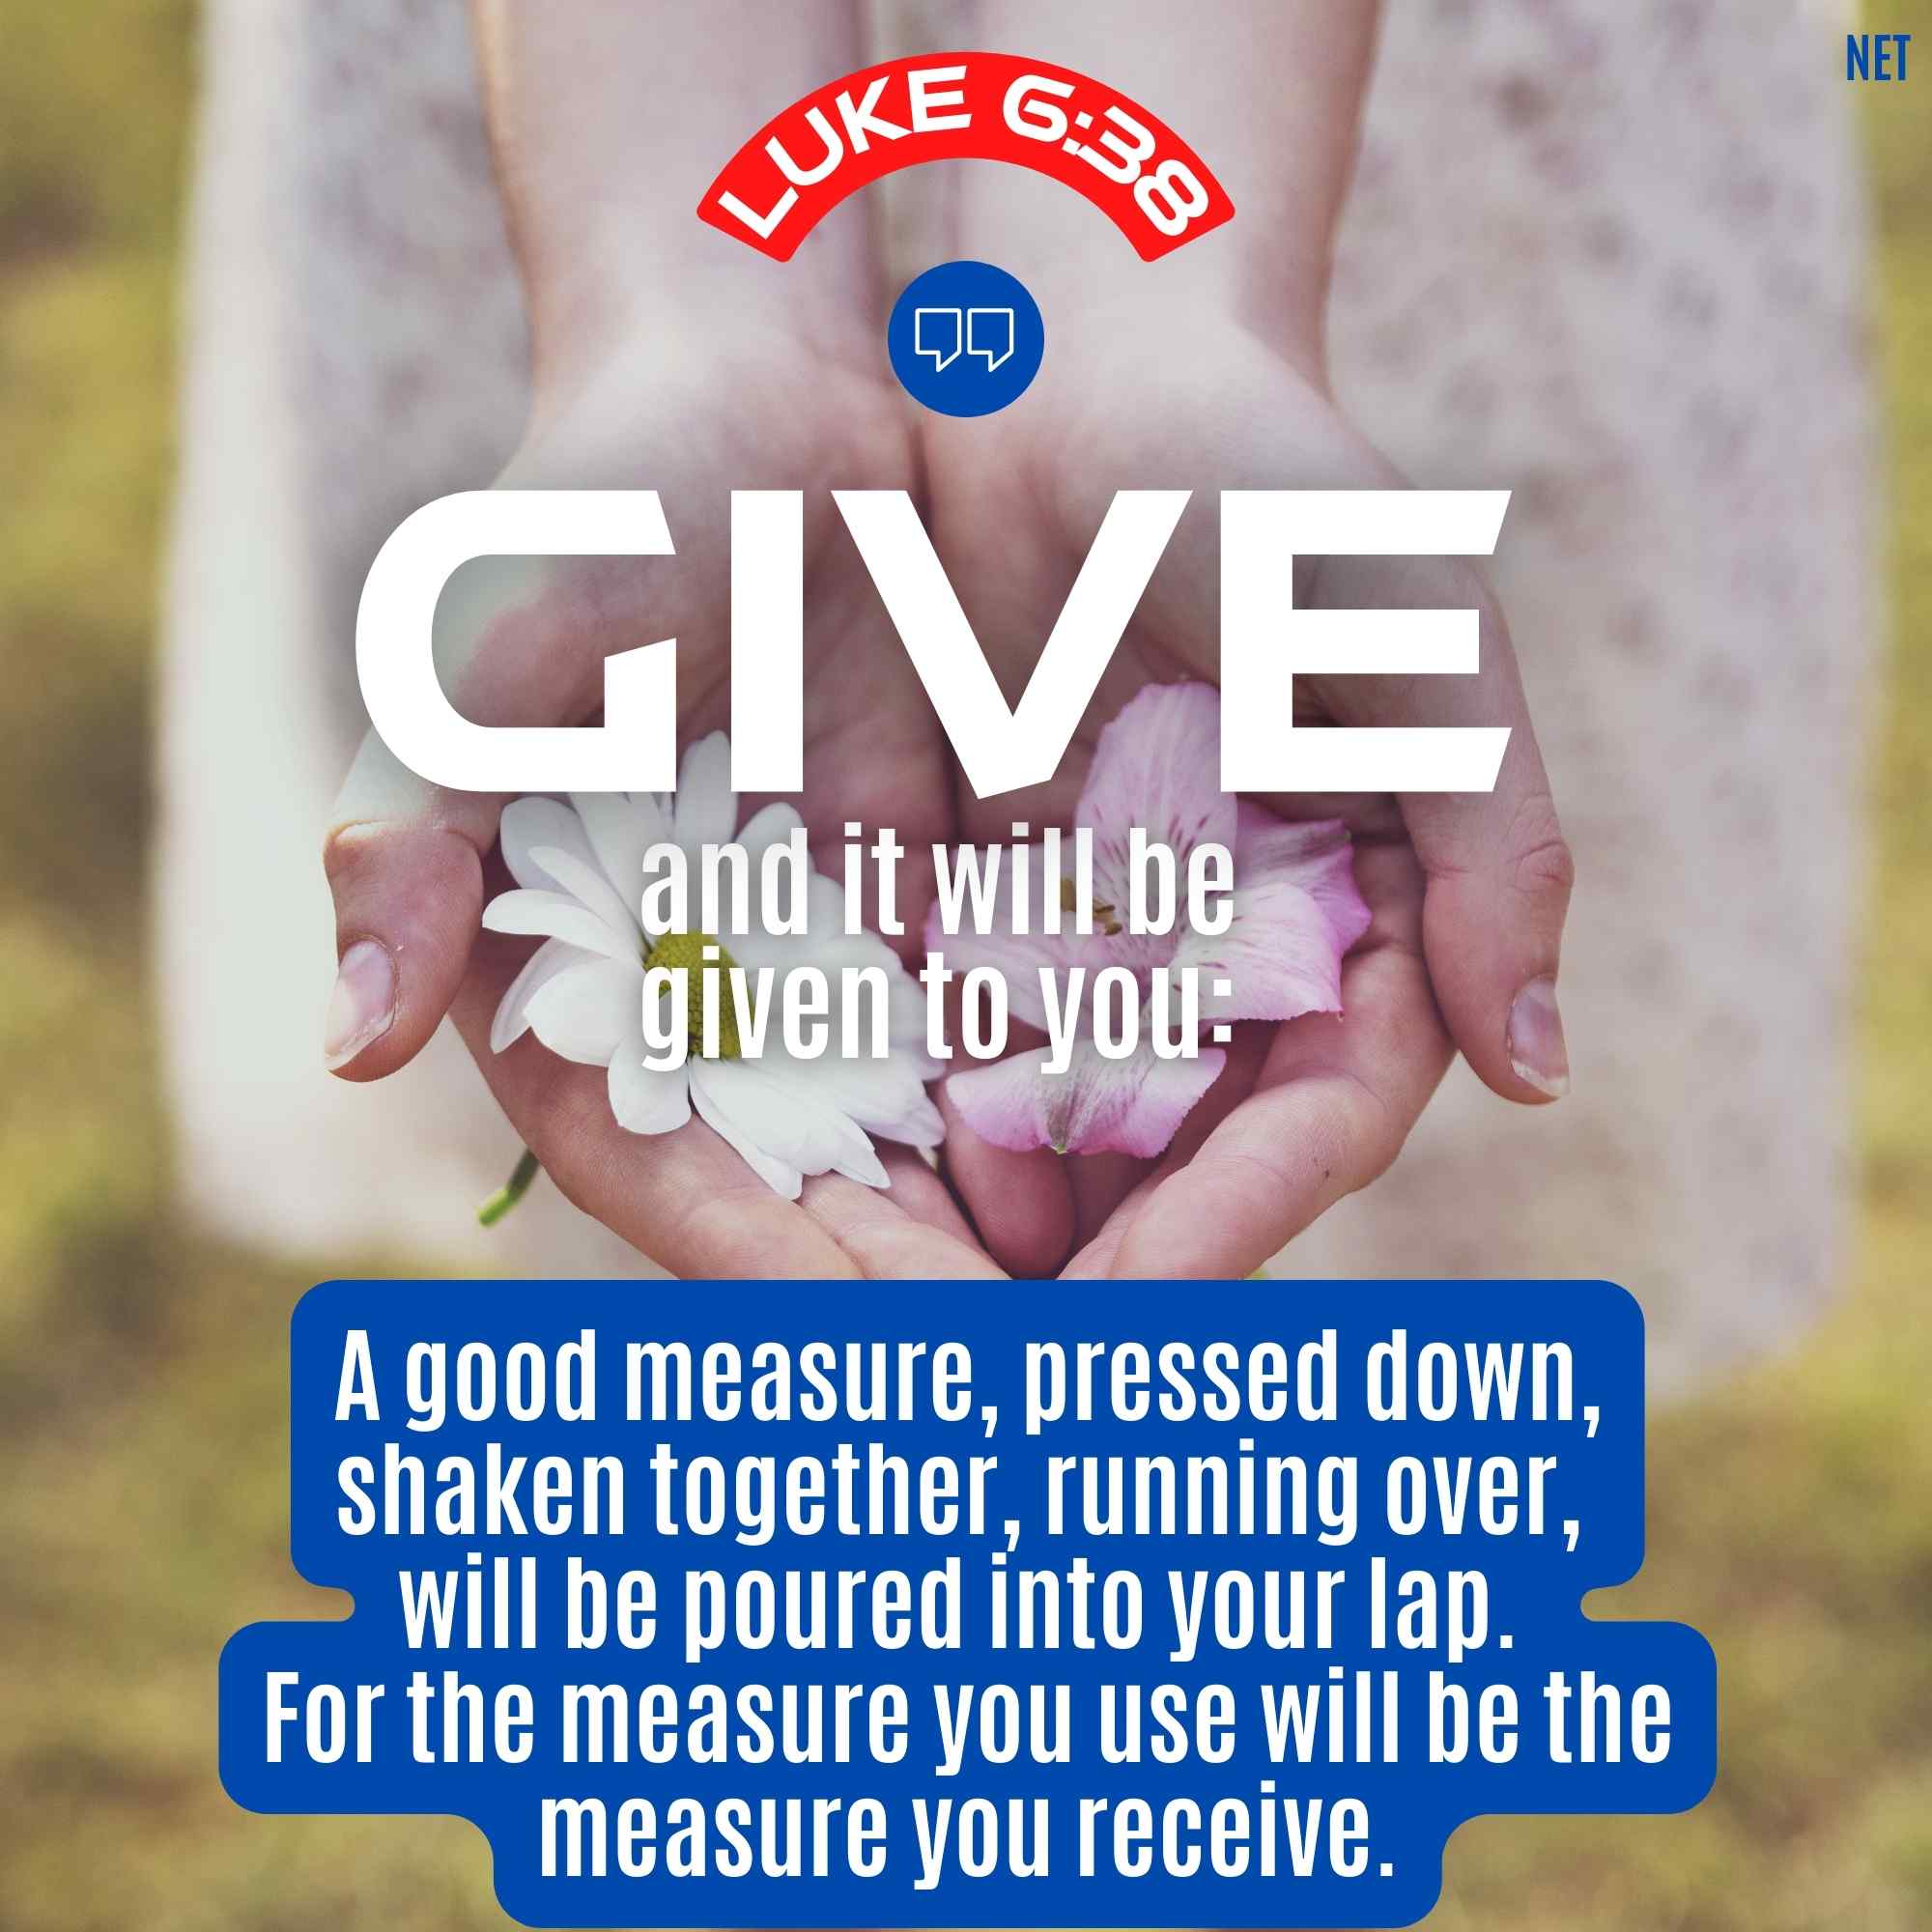 NET
LUKE 6:38
GIVE
and it will be
given to you:
A good measure, pressed down,
shaken together, running over,
will be poured into your lap.
For the measure you use will be the
measure you receive.